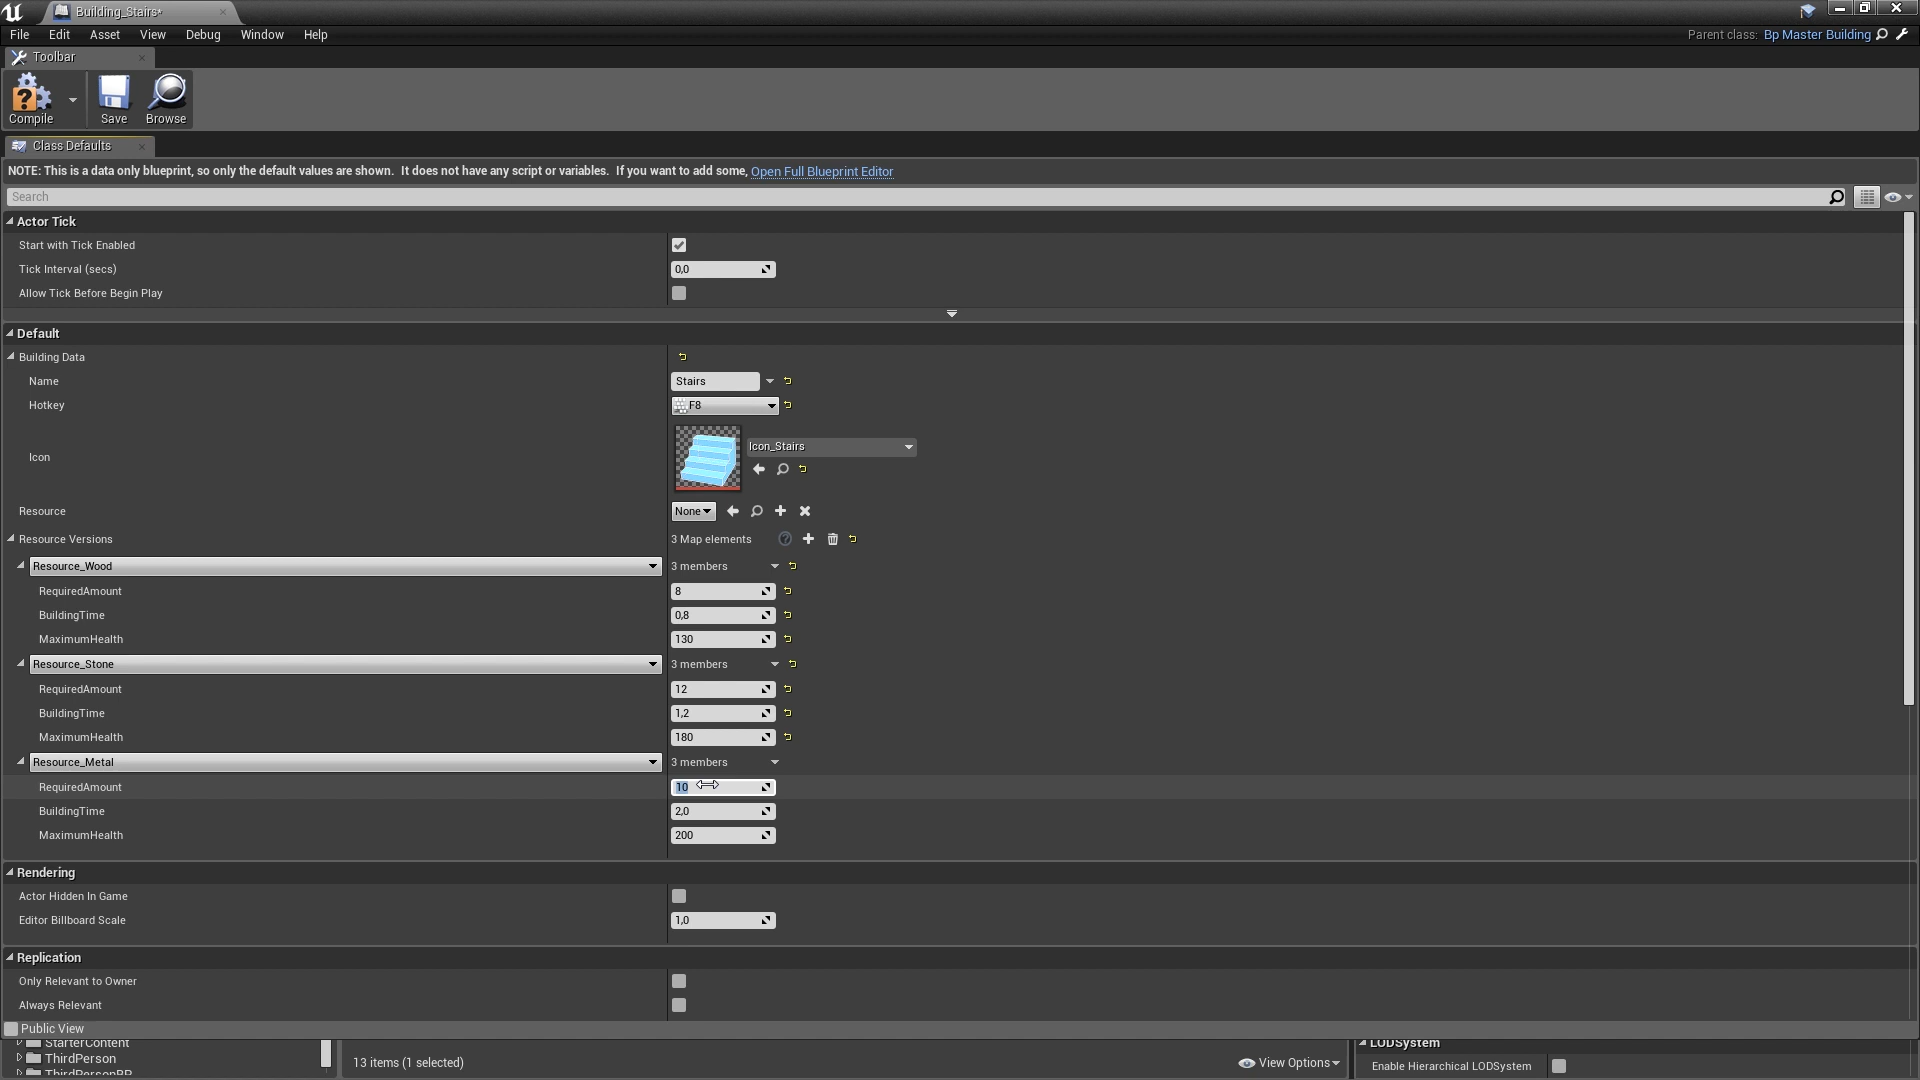 Building_Stairs*
File Edit Asset View Debug Window Help
Parent class: Bp Master Building
Toolbar
Compile Save Browse
Class Defaults
NOTE: This is a data only blueprint, so only the default values are shown. It does not have any script or variables. If you want to add some, Open Full Blueprint Editor
Search
Actor Tick
Start with Tick Enabled
Tick Interval (secs) 0,0
Allow Tick Before Begin Play
Default
Building Data
Name Stairs
Hotkey F8
Icon Icon_Stairs
Resource None
Resource Versions 3 Map elements
Resource_Wood 3 members
RequiredAmount 8
BuildingTime 0,8
MaximumHealth 130
Resource_Stone 3 members
RequiredAmount 12
BuildingTime 1,2
MaximumHealth 180
Resource_Metal 3 members
RequiredAmount 10
BuildingTime 2,0
MaximumHealth 200
Rendering
Actor Hidden In Game
Editor Billboard Scale 1,0
Replication
Only Relevant to Owner
Always Relevant
Public View
StarterContent
ThirdPerson
ThirdPersonBP
13 items (1 selected) View Options
LODSystem
Enable Hierarchical LODSystem